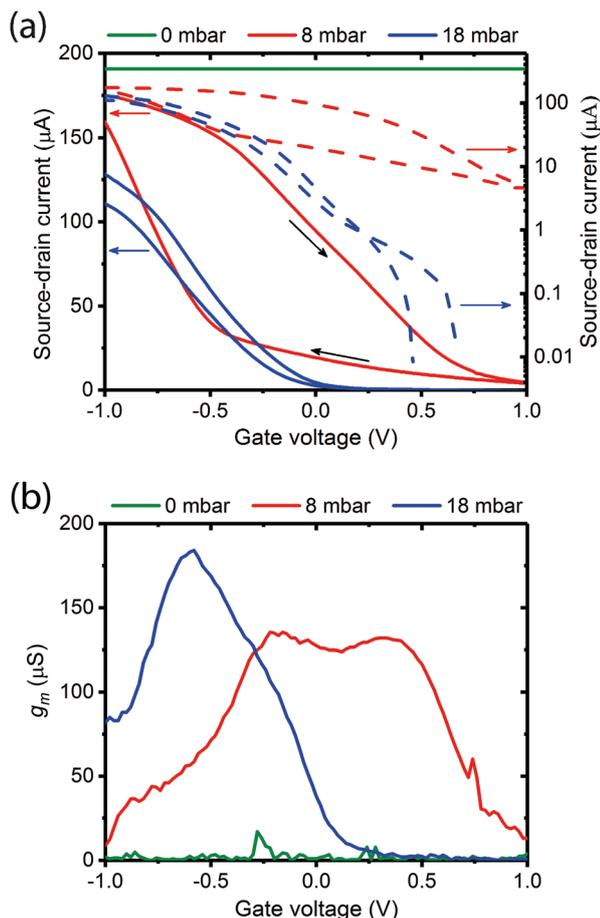 (a)
0 mbar 8 mbar 18 mbar
Source-drain current (μA)
200
150
100
50
0
100
10
1
0.1
0.01
Source-drain current (μA)
-1.0 -0.5 0.0 0.5 1.0
Gate voltage (V)
(b)
0 mbar 8 mbar 18 mbar
gm (μS)
200
150
100
50
0
-1.0 -0.5 0.0 0.5 1.0
Gate voltage (V)